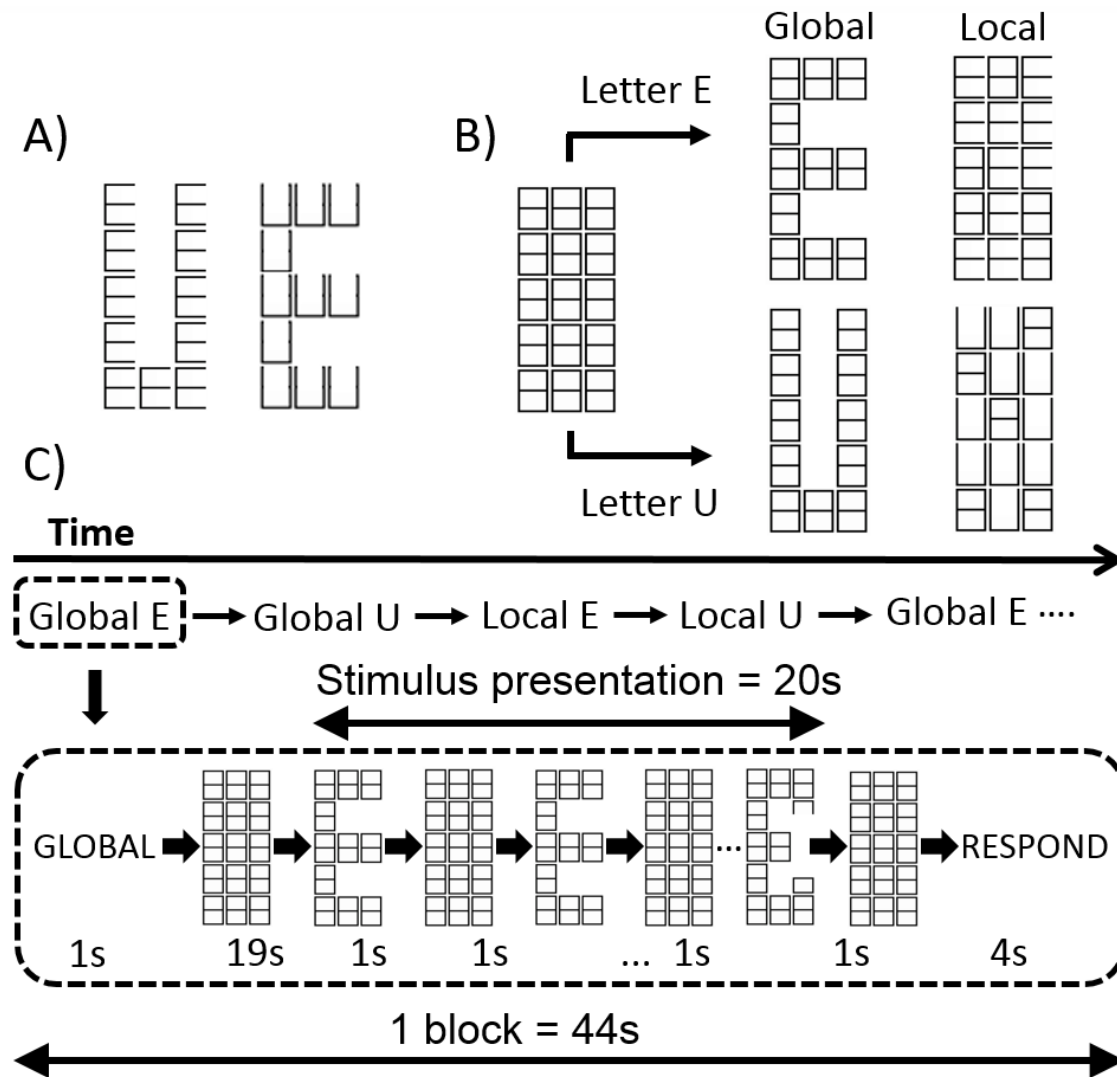 Global Local
Letter E
A) B)
Letter U
C)
Time
Global E Global U Local E Local U Global E ....
Stimulus presentation = 20s
GLOBAL ... RESPOND
1s 19s 1s 1s ... 1s 1s 4s
1 block = 44s